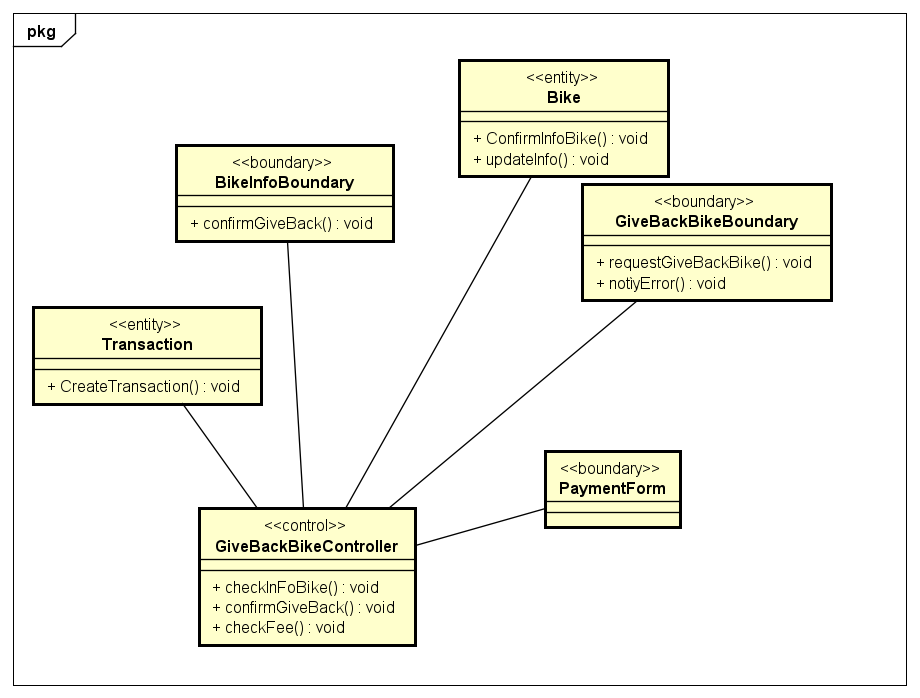 pkg
<<entity>>
Bike
+ ConfirmInfoBike() : void
+ updateInfo() : void
<<boundary>>
BikeInfoBoundary
+ confirmGiveBack() : void
<<boundary>>
GiveBackBikeBoundary
+ requestGiveBackBike() : void
+ notìyError() : void
<<entity>>
Transaction
+ CreateTransaction() : void
<<boundary>>
PaymentForm
<<control>>
GiveBackBikeController
+ checkInFoBike() : void
+ confirmGiveBack() : void
+ checkFee() : void